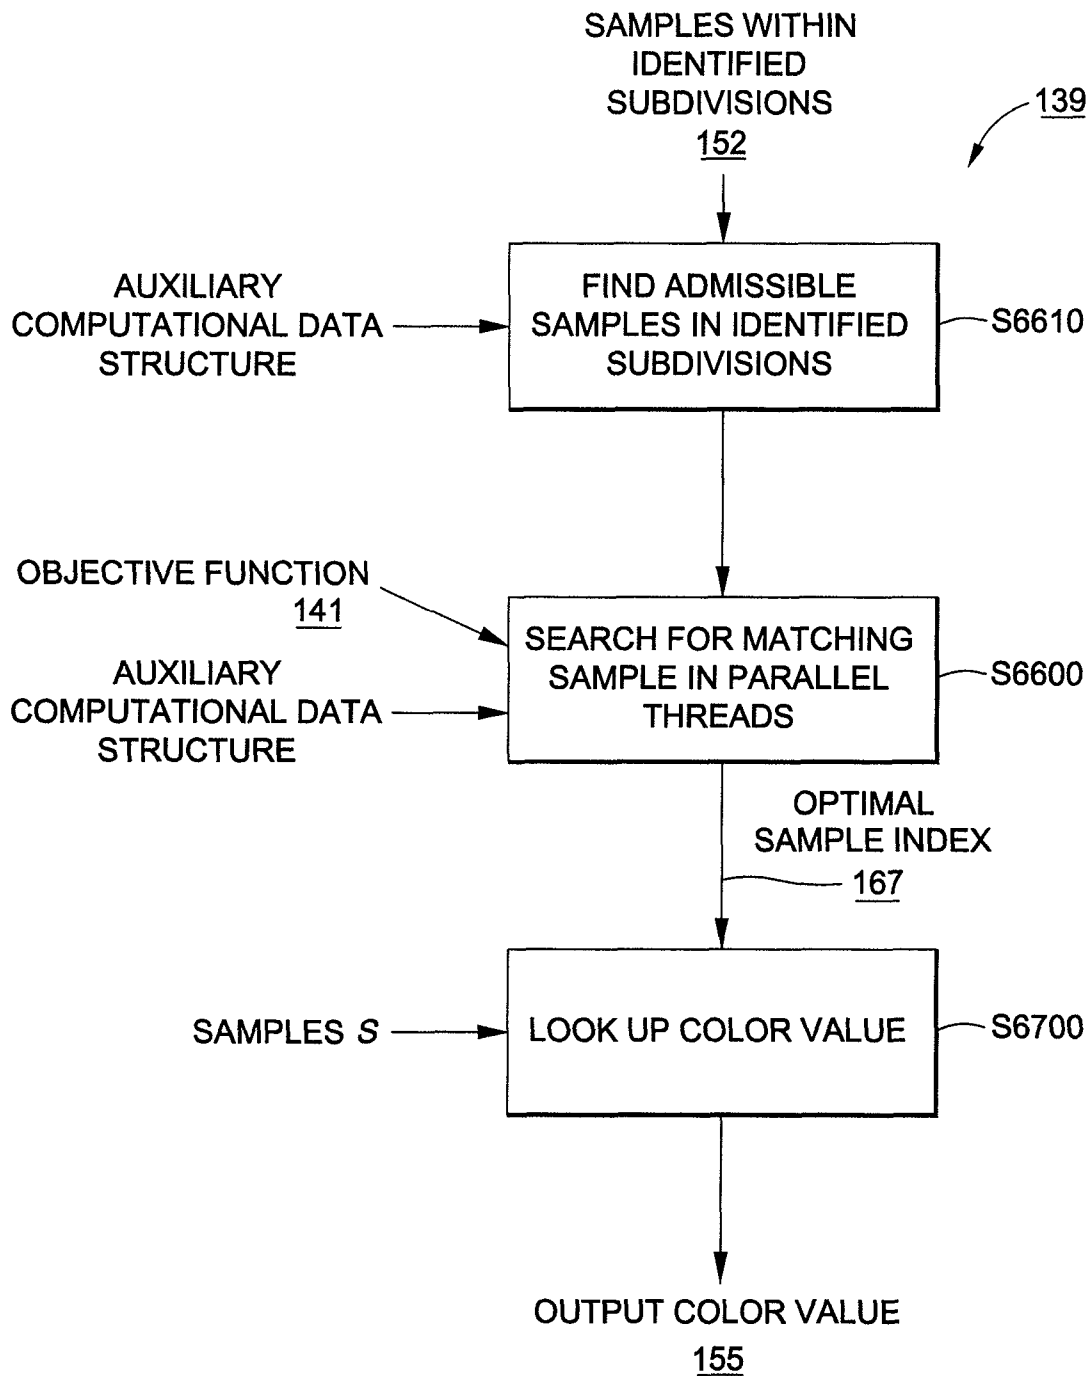 SAMPLES WITHIN
IDENTIFIED
SUBDIVISIONS
152
139
AUXILIARY
COMPUTATIONAL DATA
STRUCTURE
FIND ADMISSIBLE
SAMPLES IN IDENTIFIED
SUBDIVISIONS
S6610
OBJECTIVE FUNCTION
141
AUXILIARY
COMPUTATIONAL DATA
STRUCTURE
SEARCH FOR MATCHING
SAMPLE IN PARALLEL
THREADS
S6600
OPTIMAL
SAMPLE INDEX
167
SAMPLES S
LOOK UP COLOR VALUE
S6700
OUTPUT COLOR VALUE
155